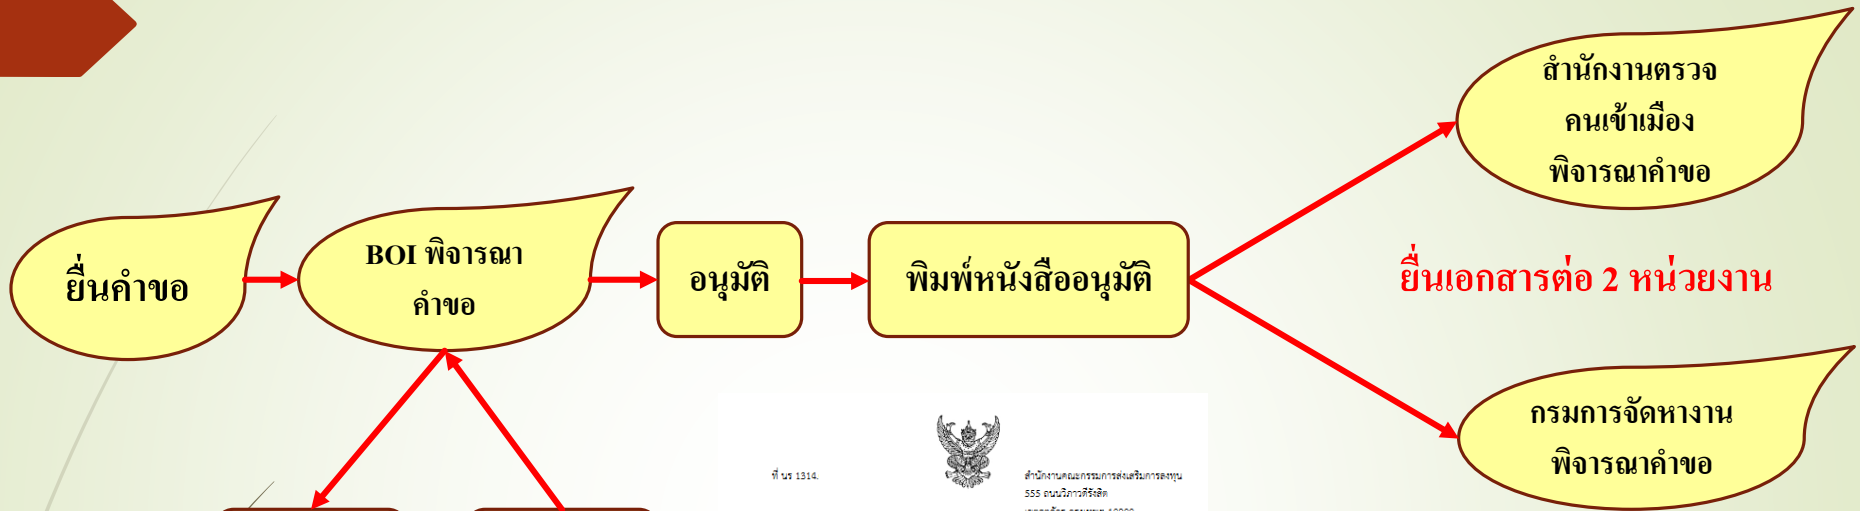 สำนักงานตรวจ
คนเข้าเมือง
พิจารณาคำขอ
ยื่นคำขอ
BOI พิจารณา
คำขอ
อนุมัติ
พิมพ์หนังสืออนุมัติ
ยื่นเอกสารต่อ 2 หน่วยงาน
กรมการจัดหางาน
พิจารณาคำขอ
ที่ นร 1314.
สำนักงานคณะกรรมการส่งเสริมการลงทุน
555 ถนนวิภาวดีรังสิต